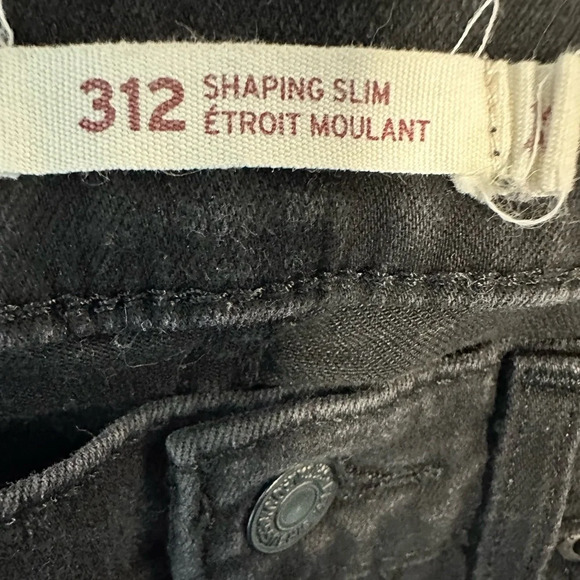 312
SHAPING SLIM
ÉTROIT MOULANT